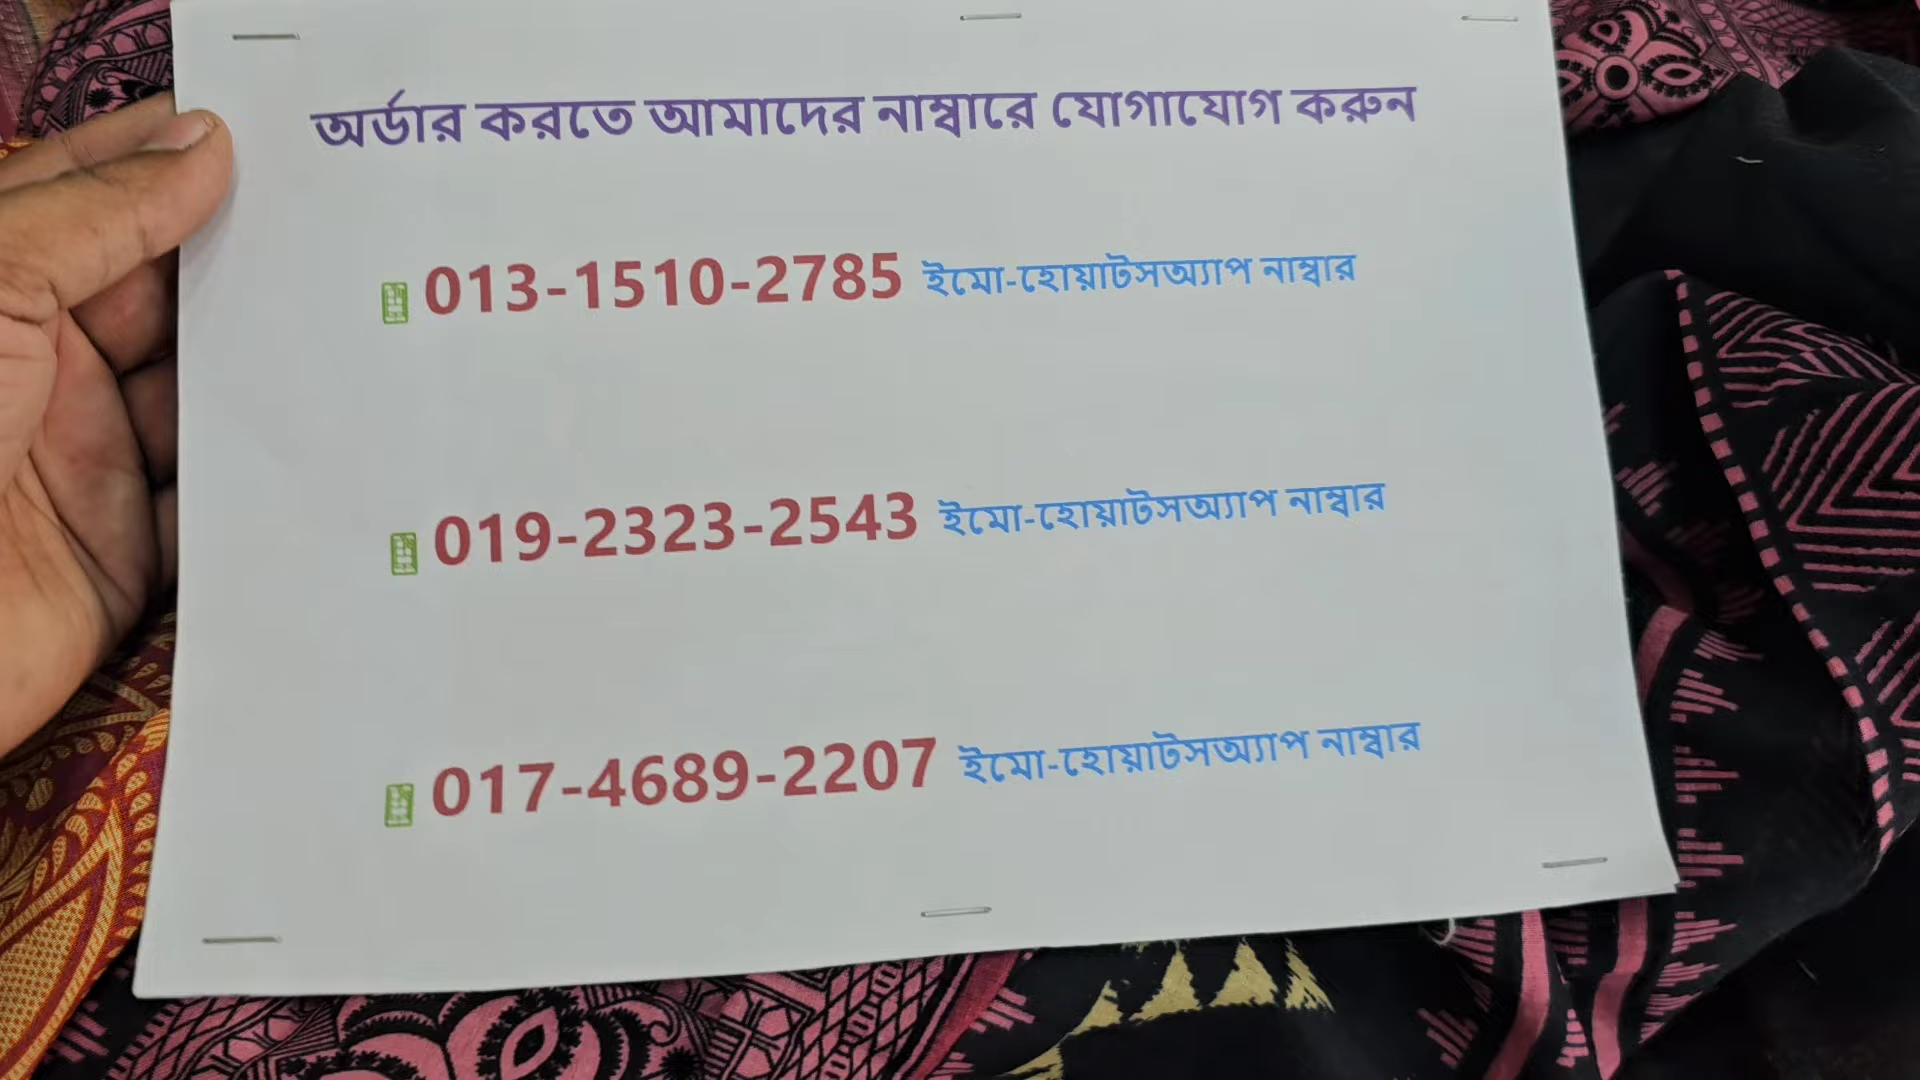 অর্ডার করতে আমাদের নাম্বারে যোগাযোগ করুন
013-1510-2785 ইমো-হোয়াটসঅ্যাপ নাম্বার
019-2323-2543 ইমো-হোয়াটসঅ্যাপ নাম্বার
017-4689-2207 ইমো-হোয়াটসঅ্যাপ নাম্বার